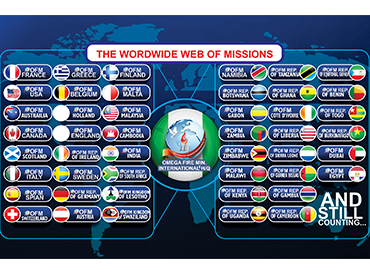 THE WORDWIDE WEB OF MISSIONS
OFM FRANCE
OFM GREECE
OFM FINLAND
OFM USA
OFM BELGIUM
OFM MALTA
OFM AUSTRALIA
OFM HOLLAND
OFM MALAYSIA
OFM CANADA
OFM ENGLAND
OFM CAMBODIA
OFM SCOTLAND
OFM REP. OF IRELAND
OFM INDIA
OFM ITALY
OFM SWEDEN
OFM REP. OF SOUTH AFRICA
OFM SPAIN
OFM REP. OF GERMANY
OFM KINGDOM OF LESOTHO
OFM SWITZERLAND
OFM AUSTRIA
OFM KINGDOM OF SWAZILAND
OMEGA FIRE MIN.
INTERNATIONAL HQ
OFM NAMIBIA
OFM REP. OF TANZANIA
OFM REP. OF EQUITORIAL GUINEA
OFM REP. BOTSWANA
OFM REP. OF GHANA
OFM REP. OF BENIN
OFM GABON
OFM REP. COTE D'IVOIRE
OFM REP. OF TOGO
OFM ZAMBIA
OFM REP. OF LIBERIA
OFM REP. OF
OFM REP. ZIMBABWE
OFM REP. OF SIERRA LEONE
OFM DUBAI
OFM MALAWI
OFM REP. OF GUINEA BISSAU
OFM EGYPT
OFM REP. OF KENYA
OFM REP. OF GAMBIA
OFM REP. OF UGANDA
OFM REP. OF CAMEROON
AND
STILL
COUNTING...